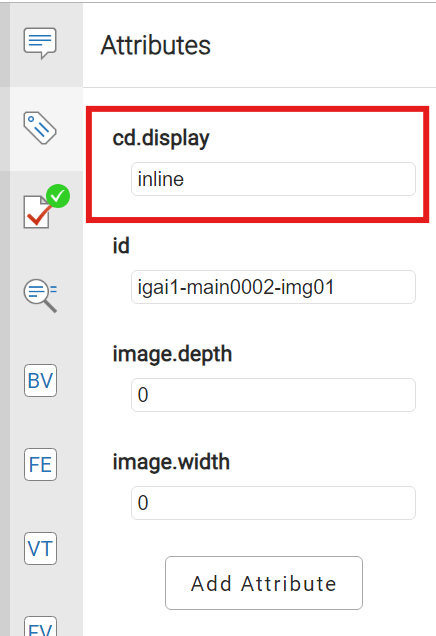 Attributes
cd.display
inline
id
igai1-main0002-img01
image.depth
0
image.width
0
Add Attribute
BV
FE
VT
EV